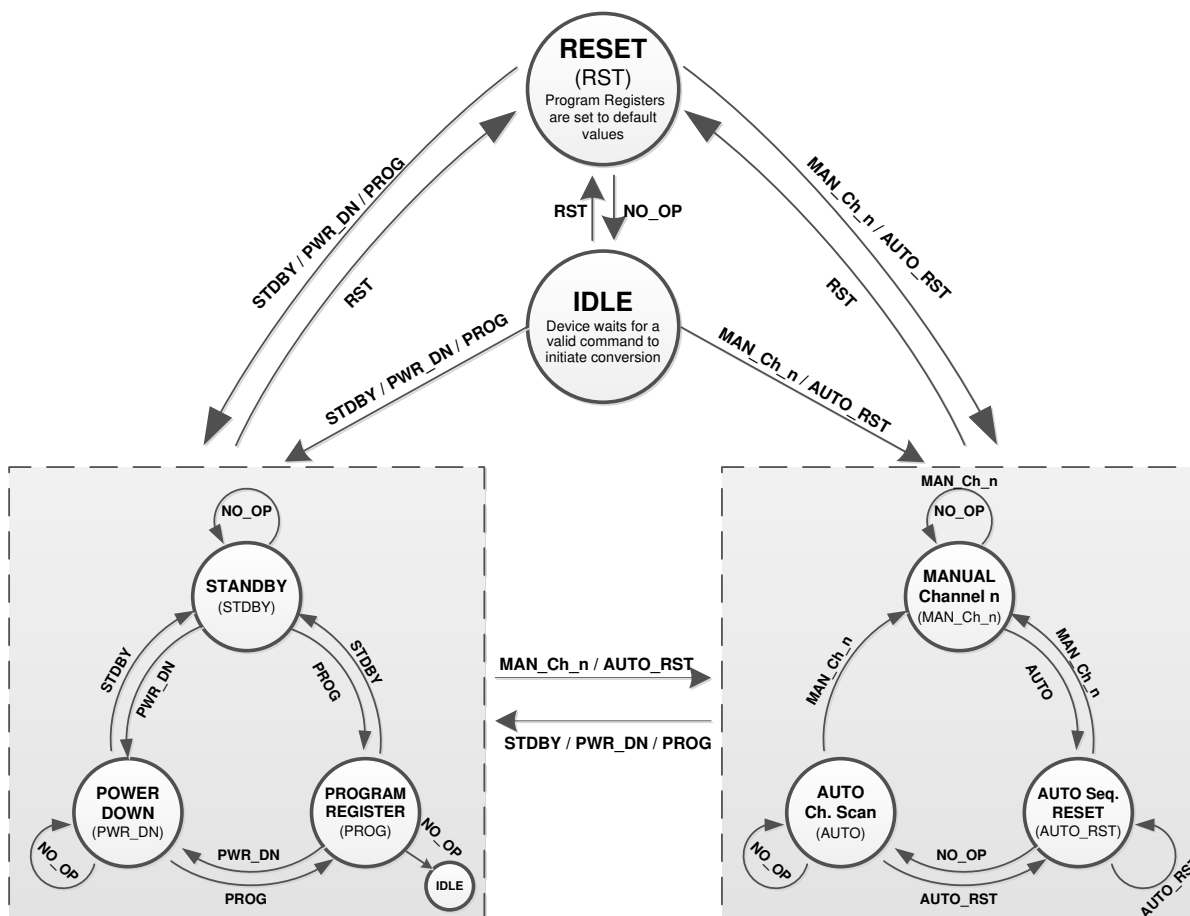 RESET
(RST)
Program Registers
are set to default
values
STDBY / PWR_DN / PROG
RST
RST
NO_OP
MAN_Ch_n / AUTO_RST
RST
IDLE
Device waits for a
valid command to
initiate conversion
STDBY / PWR_DN / PROG
MAN_Ch_n / AUTO_RST
NO_OP
STANDBY
(STDBY)
STDBY
PWR_DN
PROG
STDBY
POWER
DOWN
(PWR_DN)
NO_OP
PROGRAM
REGISTER
(PROG)
NO_OP
IDLE
PWR_DN
PROG
MAN_Ch_n / AUTO_RST
STDBY / PWR_DN / PROG
MAN_Ch_n
NO_OP
MANUAL
Channel n
(MAN_Ch_n)
MAN_Ch_n
AUTO
MAN_Ch_n
AUTO
Ch. Scan
(AUTO)
NO_OP
AUTO Seq.
RESET
(AUTO_RST)
NO_OP
AUTO_RST
AUTO_RST